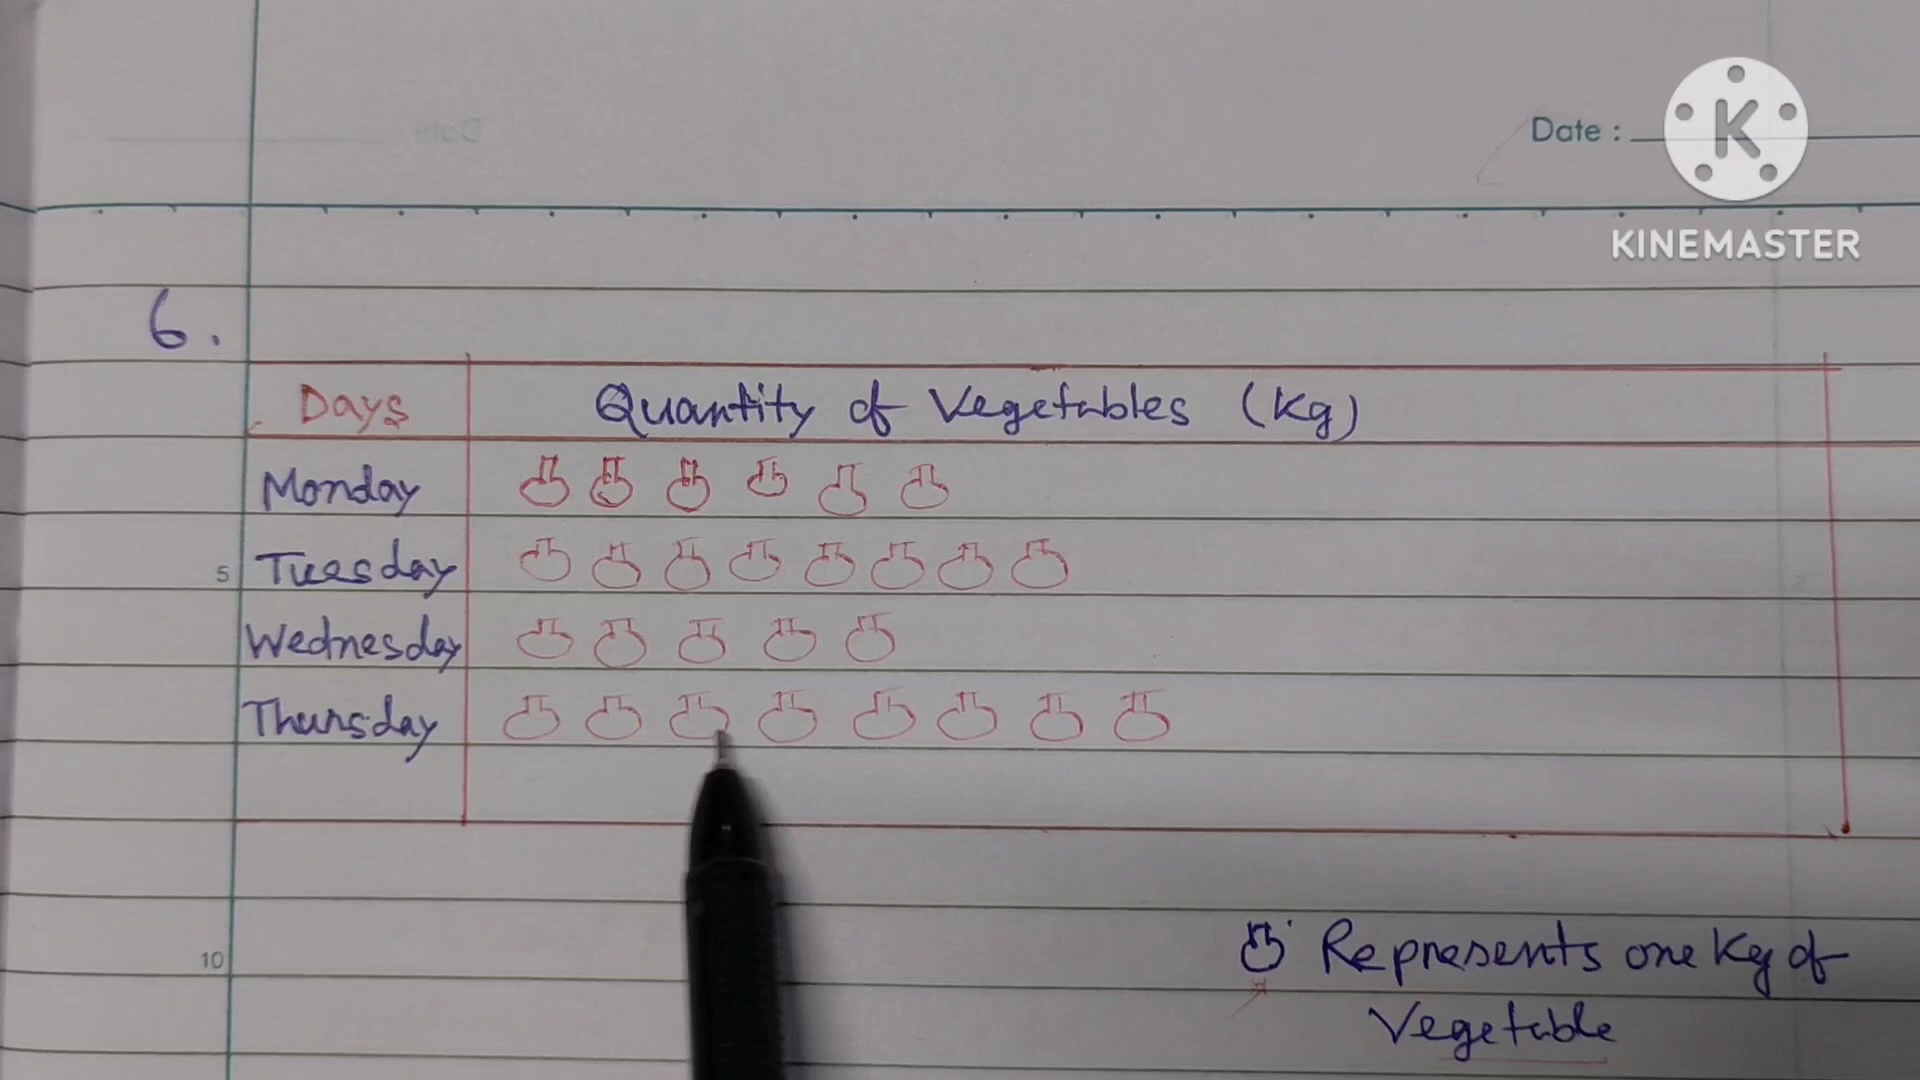 Date :
KINEMASTER
6.
Days Quantity of Vegetables (Kg)
Monday
5 Tuesday
Wednesday
Thursday
10
Represents one Kg of
Vegetable